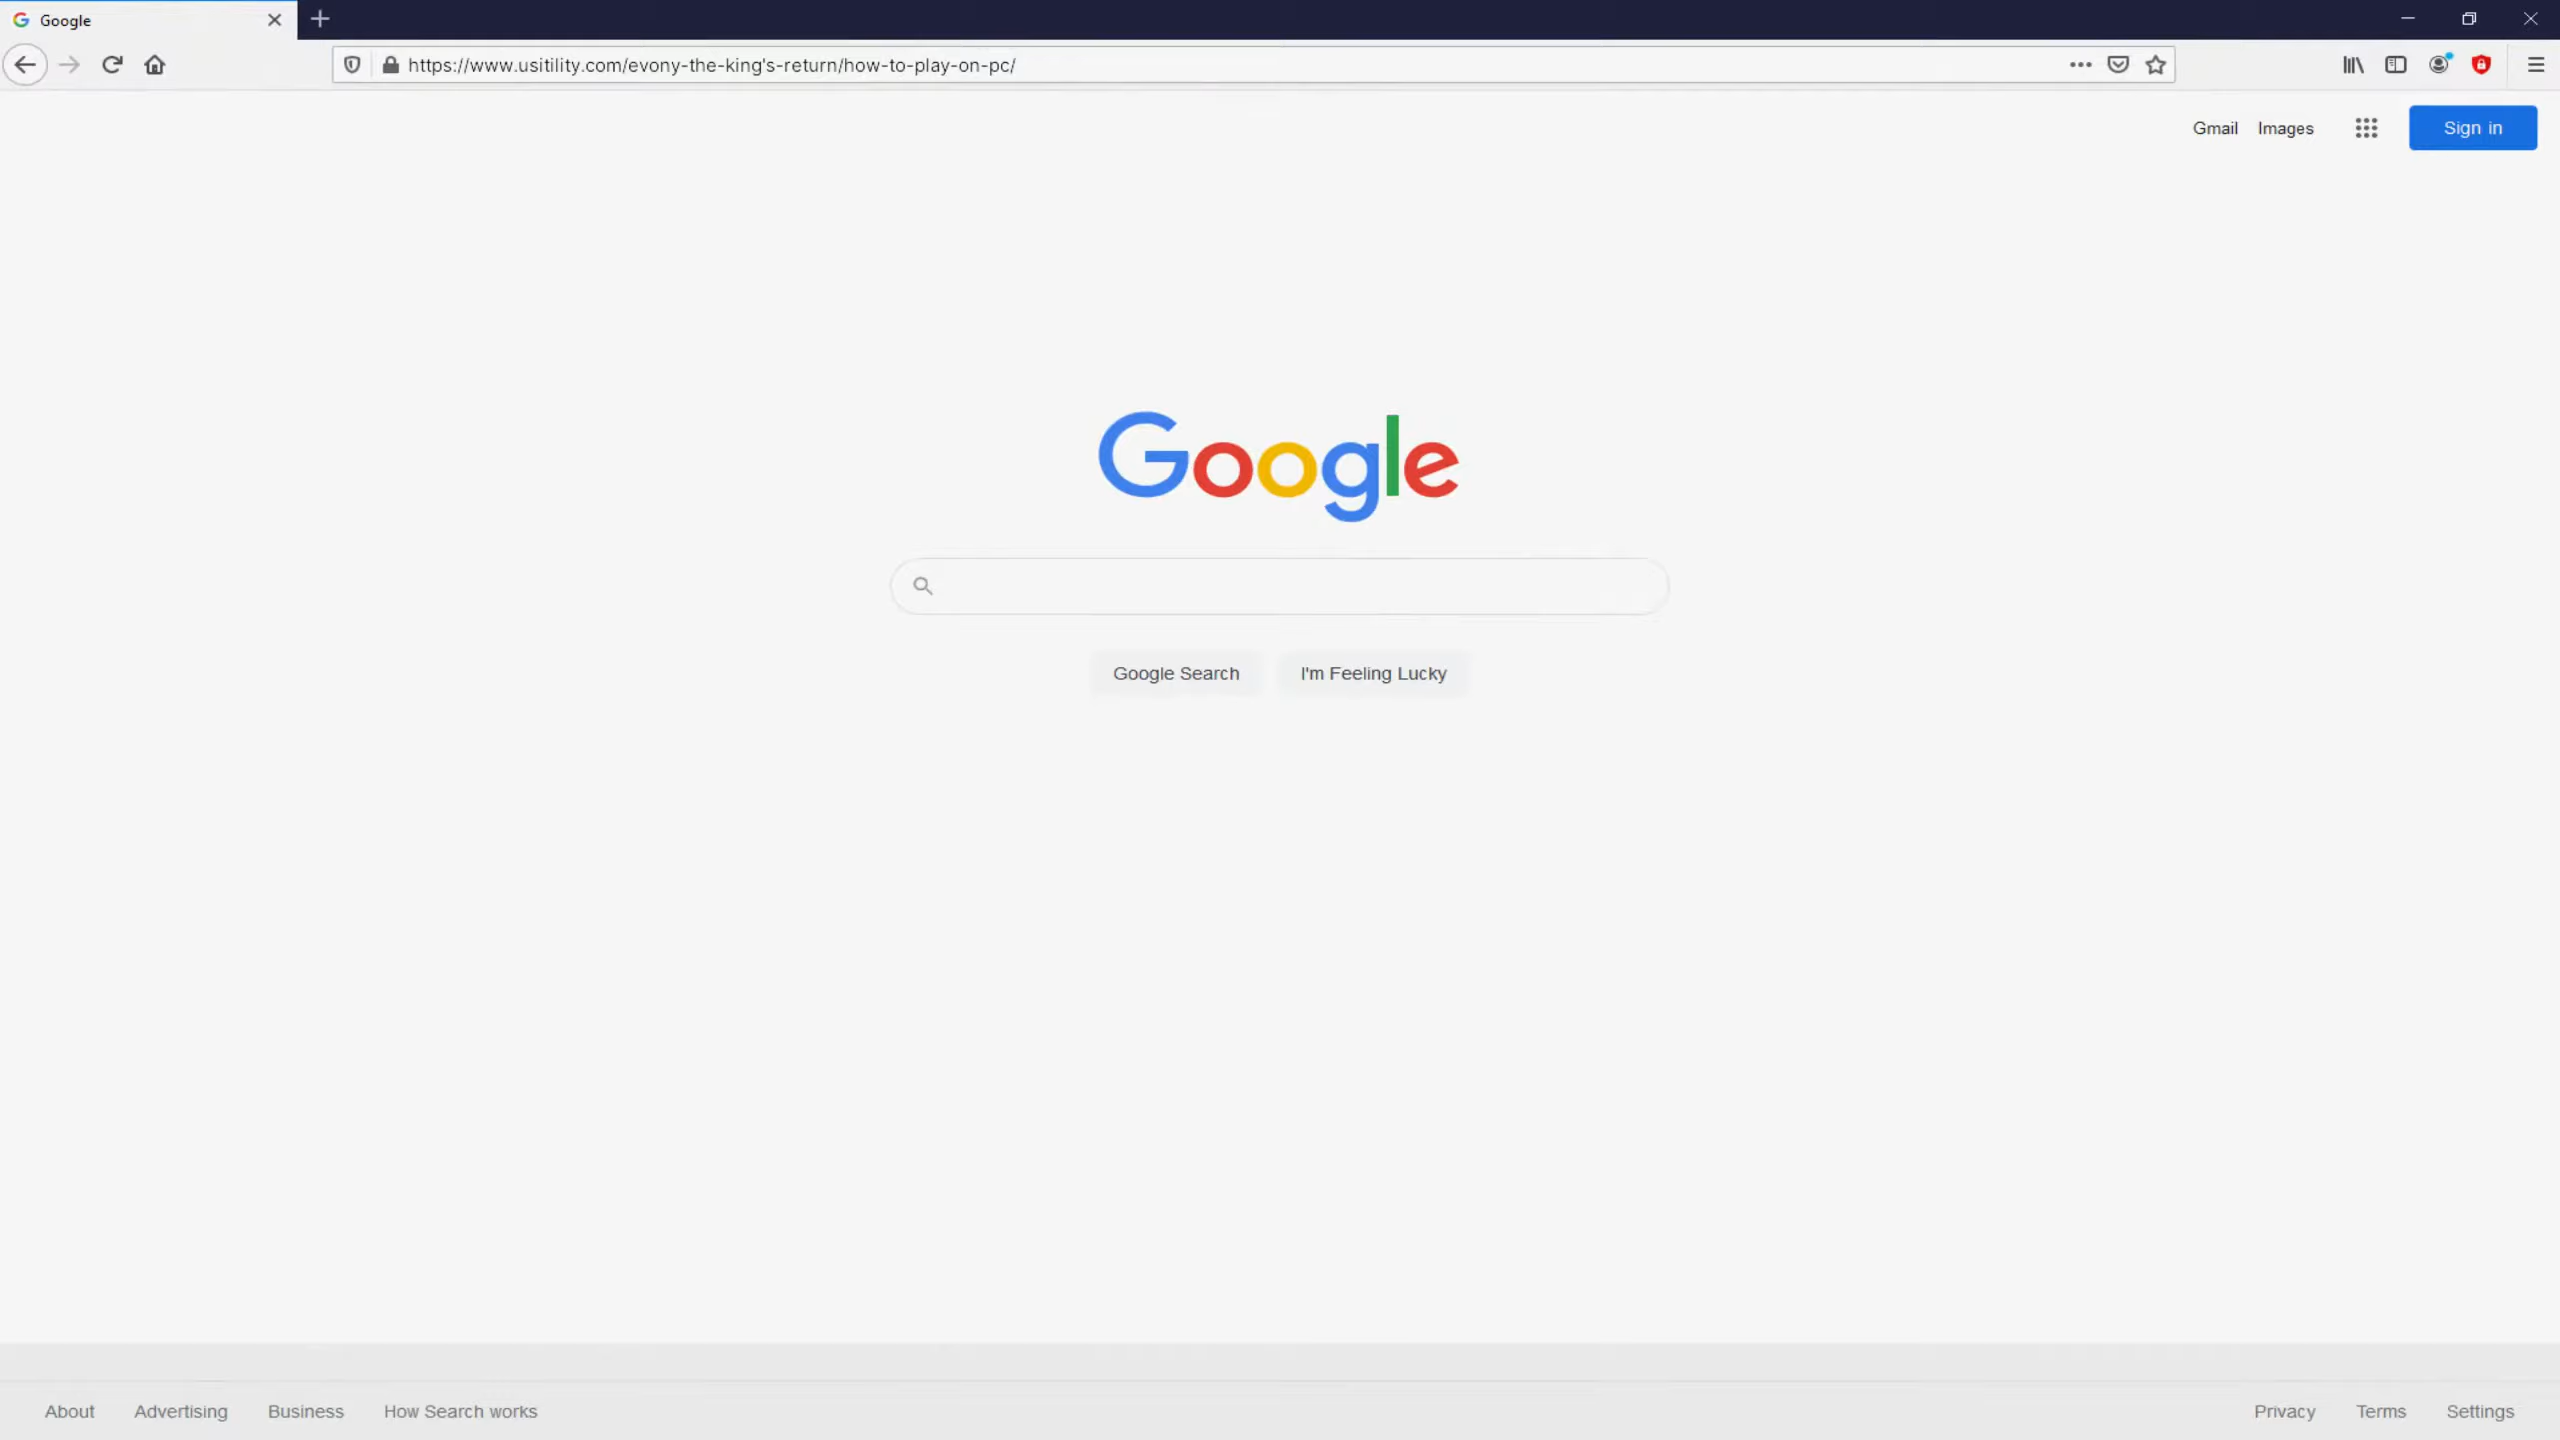 Google
https://www.usitility.com/evony-the-king's-return/how-to-play-on-pc/
Gmail Images Sign in
Google
Google Search I'm Feeling Lucky
About Advertising Business How Search works Privacy Terms Settings